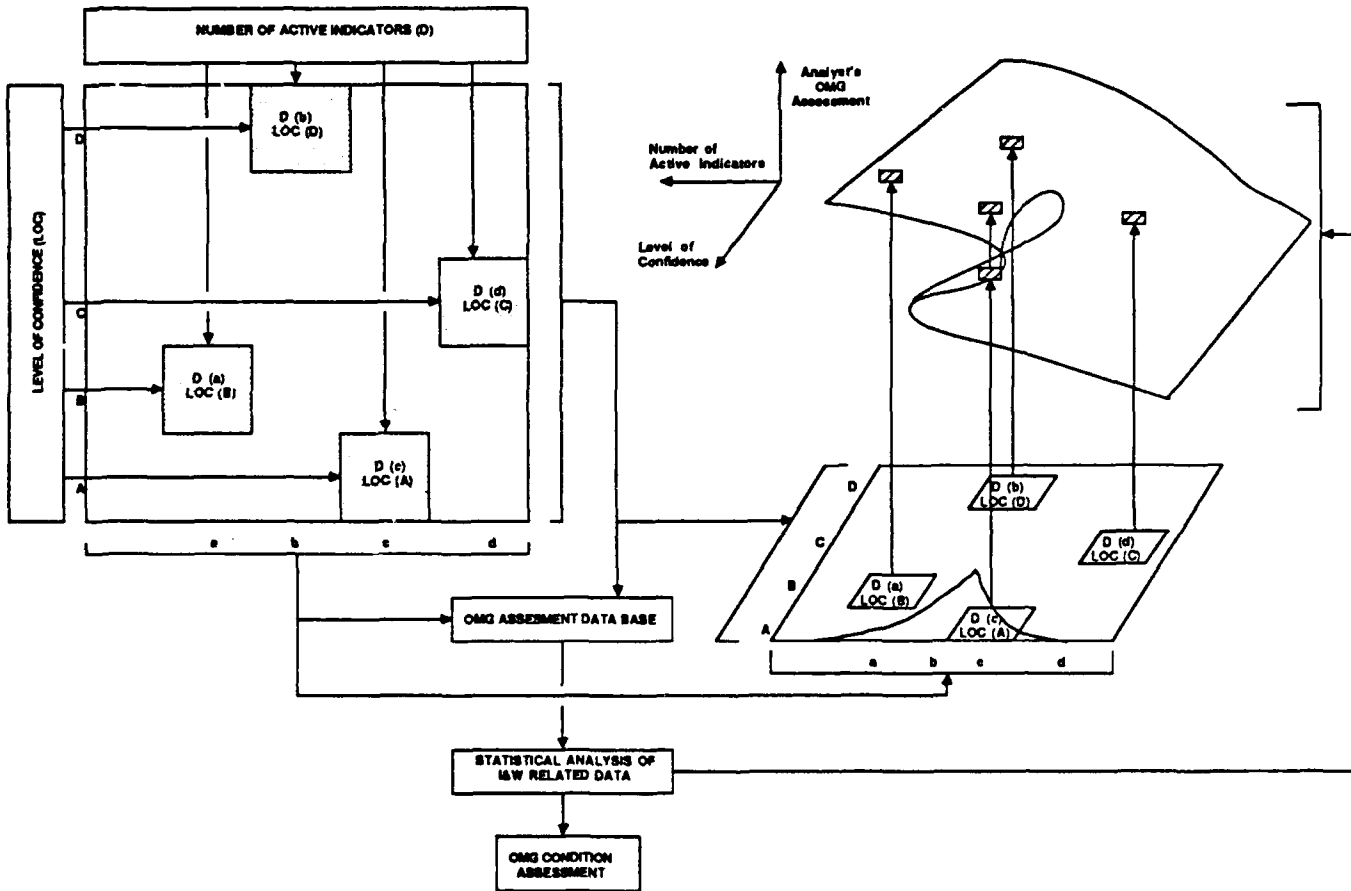 NUMBER OF ACTIVE INDICATORS (D)
LEVEL OF CONFIDENCE (LOC)
D
C
B
A
D (b)
LOC (D)
D (d)
LOC (C)
D (a)
LOC (B)
D (c)
LOC (A)
a b c d
Analyst's
OMG
Assessment
Number of
Active Indicators
Level of
Confidence
D
C
B
A
D (b)
LOC (D)
D (d)
LOC (C)
D (a)
LOC (B)
D (c)
LOC (A)
a b c d
OMG ASSESMENT DATA BASE
STATISTICAL ANALYSIS OF
I&W RELATED DATA
OMG CONDITION
ASSESSMENT